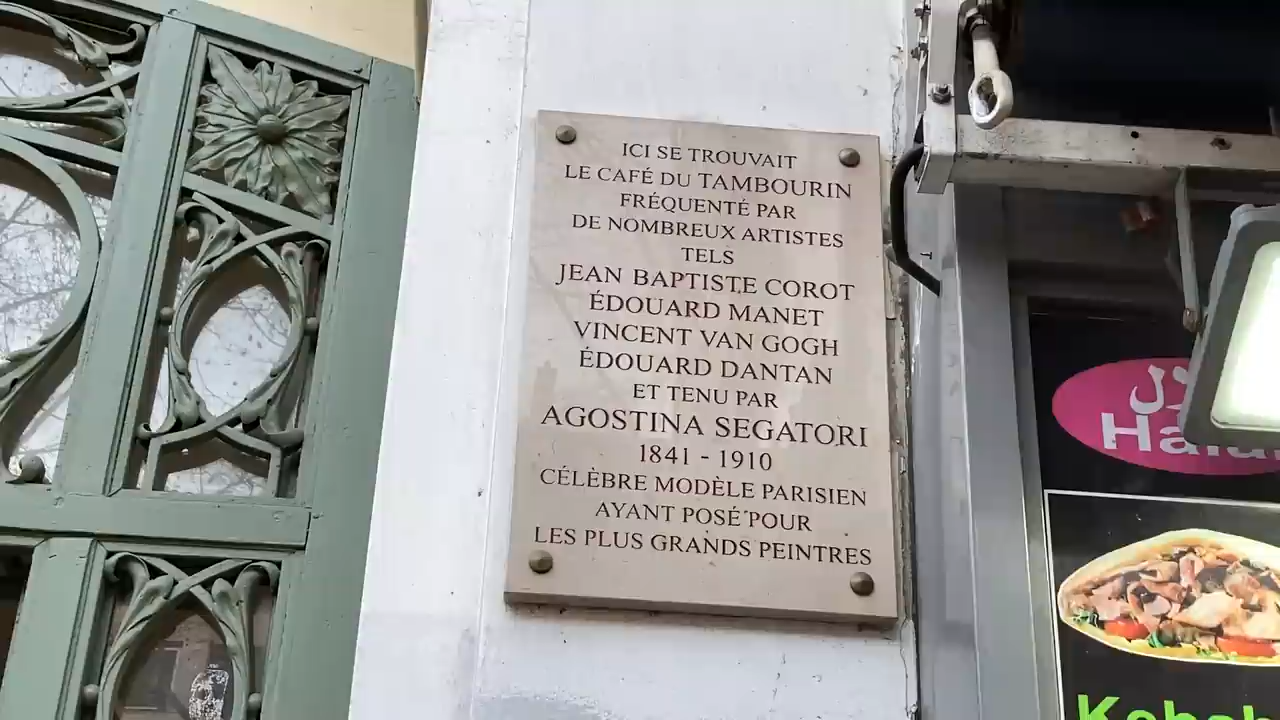 ICI SE TROUVAIT
LE CAFÉ DU TAMBOURIN
FRÉQUENTÉ PAR
DE NOMBREUX ARTISTES
TELS
JEAN BAPTISTE COROT
ÉDOUARD MANET
VINCENT VAN GOGH
ÉDOUARD DANTAN
ET TENU PAR
AGOSTINA SEGATORI
1841 - 1910
CÉLÈBRE MODÈLE PARISIEN
AYANT POSÉ POUR
LES PLUS GRANDS PEINTRES